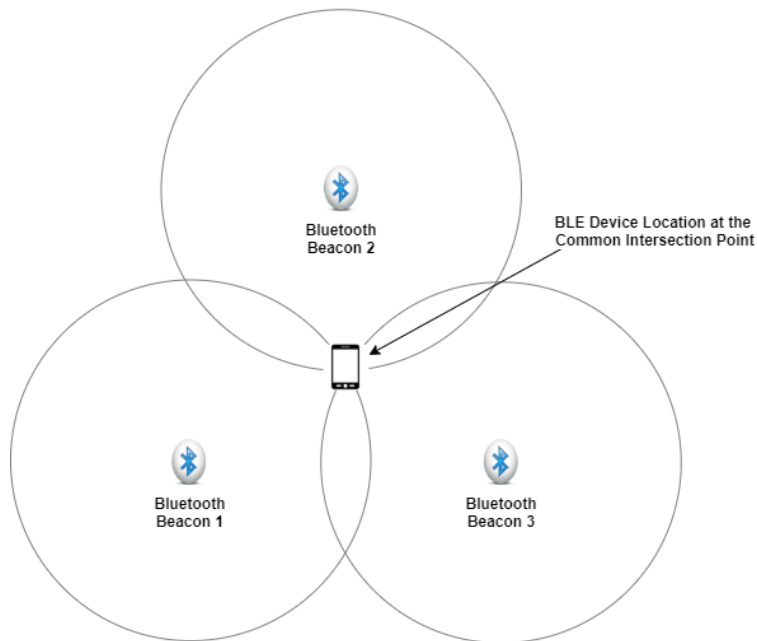 Bluetooth
Beacon 2
BLE Device Location at the
Common Intersection Point
Bluetooth
Beacon 1
Bluetooth
Beacon 3